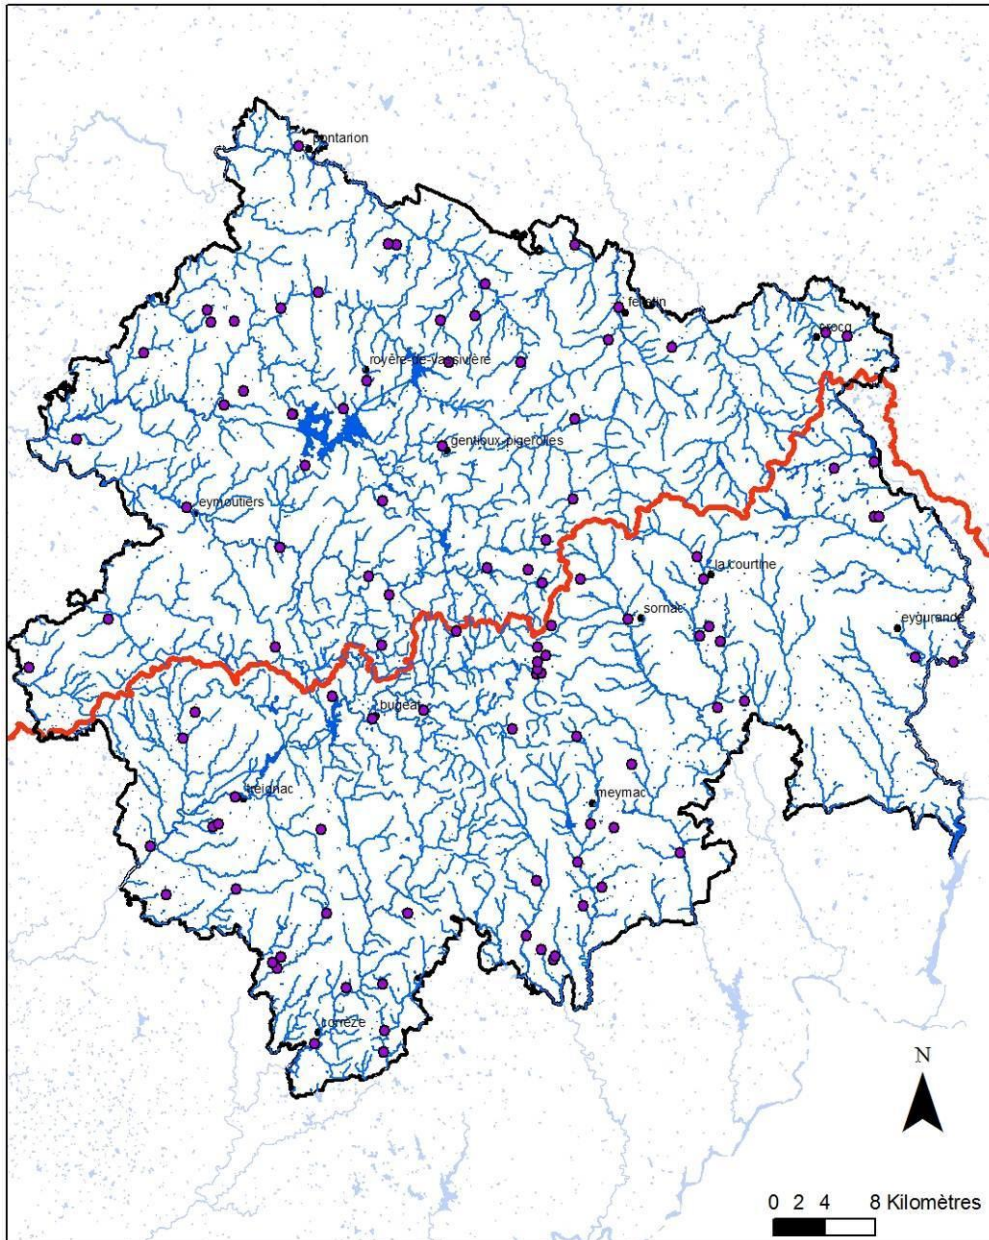 pontarion
felletin
crocq
royère-de-vassivière
gentioux-pigerolles
eymoutiers
la courtine
sornac
eygurande
bugeat
meymac
treignac
corrèze
N
0 2 4 8 Kilomètres